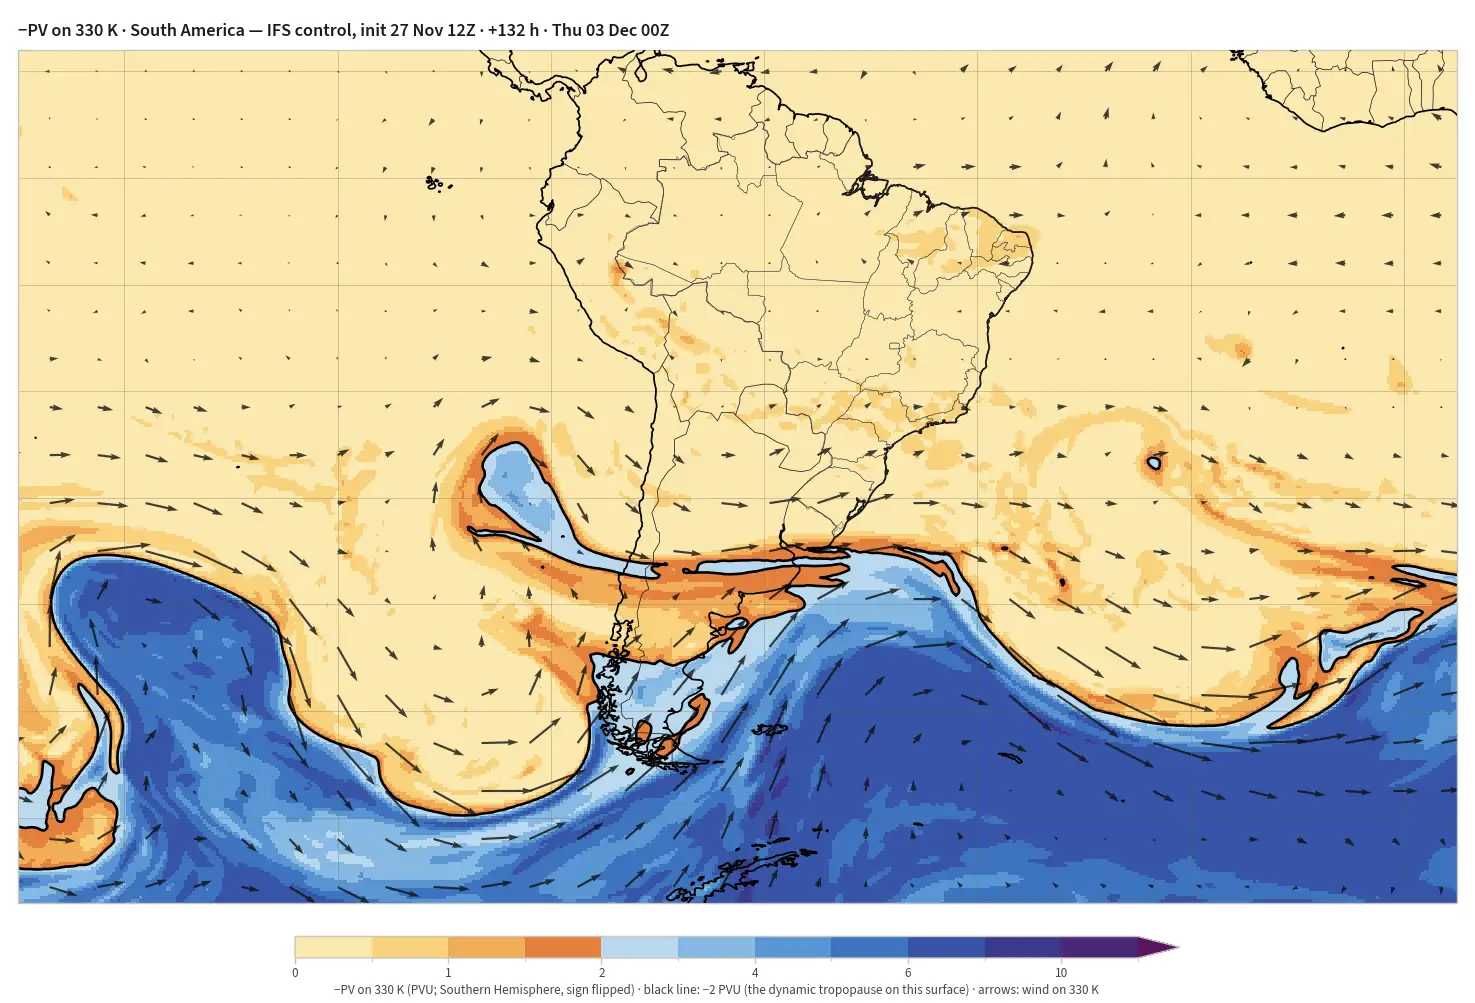 −PV on 330 K · South America — IFS control, init 27 Nov 12Z · +132 h · Thu 03 Dec 00Z
0 1 2 4 6 10
−PV on 330 K (PVU; Southern Hemisphere, sign flipped) · black line: −2 PVU (the dynamic tropopause on this surface) · arrows: wind on 330 K